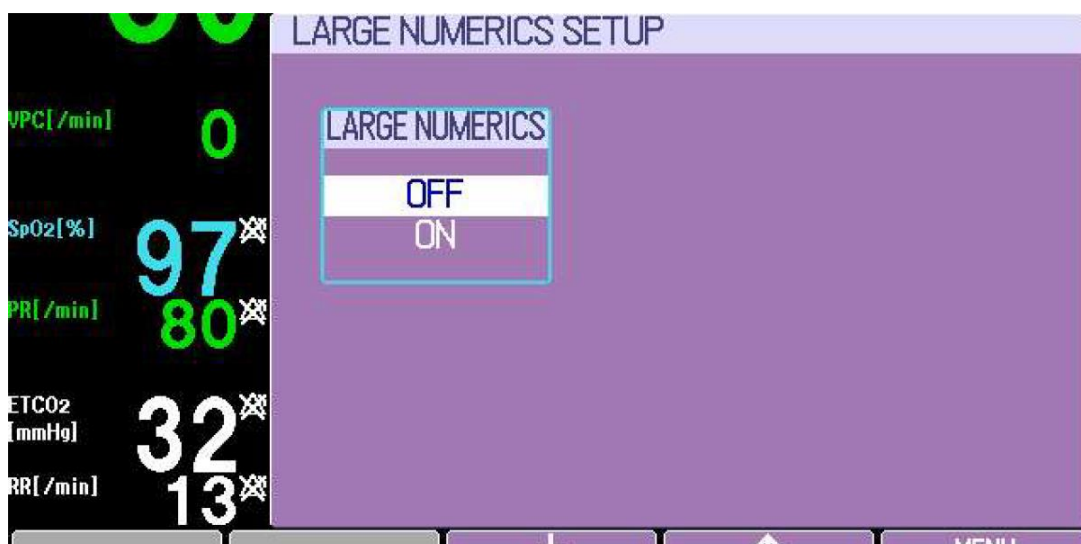 LARGE NUMERICS SETUP
VPC[/min]
0
LARGE NUMERICS
OFF
ON
SpO2[%]
97
PR[/min]
80
ETCO2
[mmHg]
32
RR[/min]
13
MENU